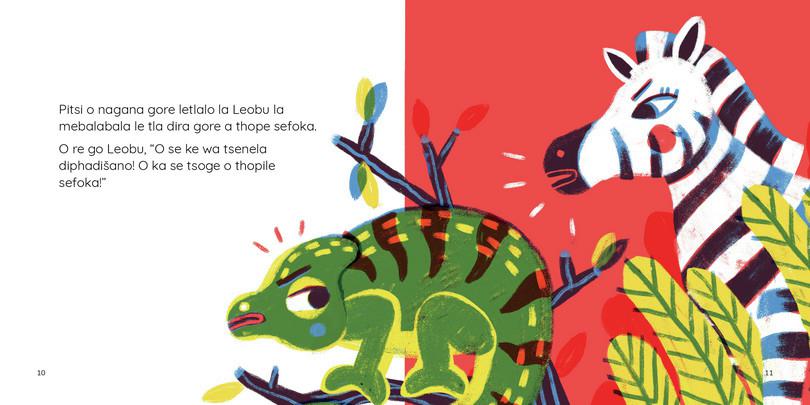 Pitsi o nagana gore letlalo la Leobu la
mebalabala le tla dira gore a thope sefoka.
O re go Leobu, “O se ke wa tsenela
diphadišano! O ka se tsoge o thopile
sefoka!”
10
11